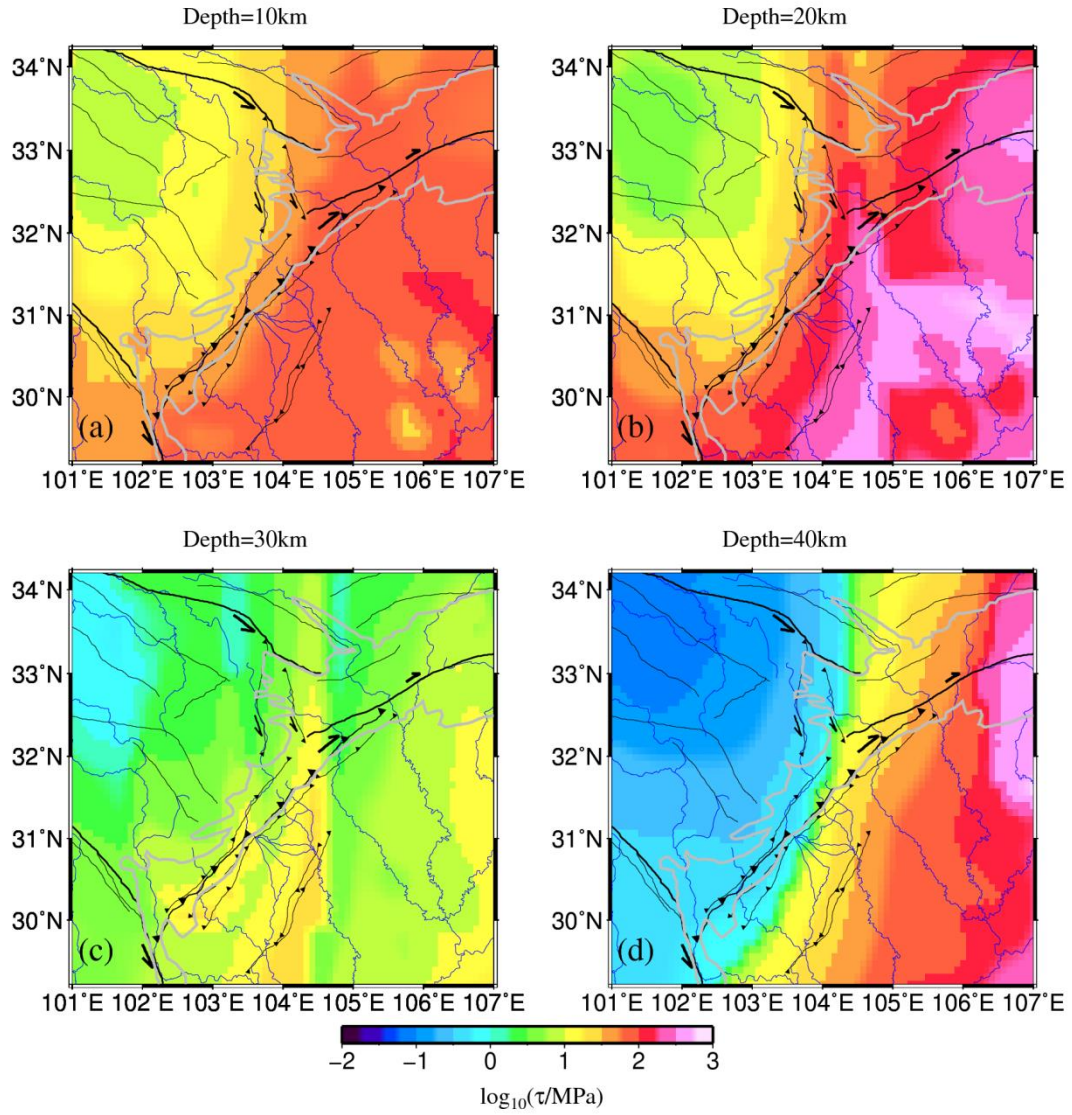 Depth=10km
Depth=20km
34°N
33°N
32°N
31°N
30°N
(a)
101°E 102°E 103°E 104°E 105°E 106°E 107°E
34°N
33°N
32°N
31°N
30°N
(b)
101°E 102°E 103°E 104°E 105°E 106°E 107°E
Depth=30km
Depth=40km
34°N
33°N
32°N
31°N
30°N
(c)
101°E 102°E 103°E 104°E 105°E 106°E 107°E
34°N
33°N
32°N
31°N
30°N
(d)
101°E 102°E 103°E 104°E 105°E 106°E 107°E
-2 -1 0 1 2 3
log₁₀(τ/MPa)